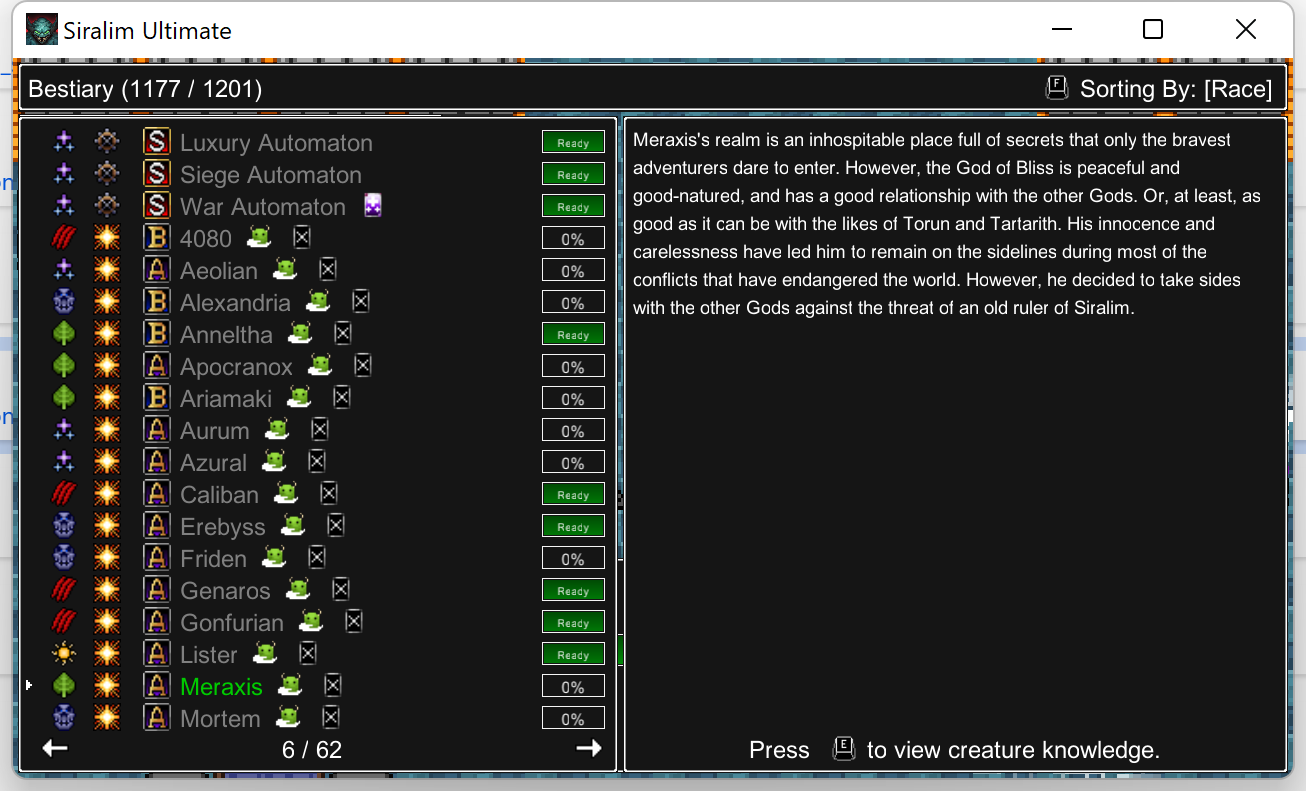 Siralim Ultimate
Bestiary (1177 / 1201)
F Sorting By: [Race]
S Luxury Automaton Ready
S Siege Automaton Ready
S War Automaton Ready
B 4080 0%
A Aeolian 0%
B Alexandria 0%
B Anneltha Ready
A Apocranox 0%
B Ariamaki 0%
A Aurum 0%
A Azural 0%
A Caliban Ready
A Erebyss Ready
A Friden 0%
A Genaros Ready
A Gonfurian Ready
A Lister Ready
A Meraxis 0%
A Mortem 0%
6 / 62
Meraxis's realm is an inhospitable place full of secrets that only the bravest
adventurers dare to enter. However, the God of Bliss is peaceful and
good-natured, and has a good relationship with the other Gods. Or, at least, as
good as it can be with the likes of Torun and Tartarith. His innocence and
carelessness have led him to remain on the sidelines during most of the
conflicts that have endangered the world. However, he decided to take sides
with the other Gods against the threat of an old ruler of Siralim.
Press E to view creature knowledge.